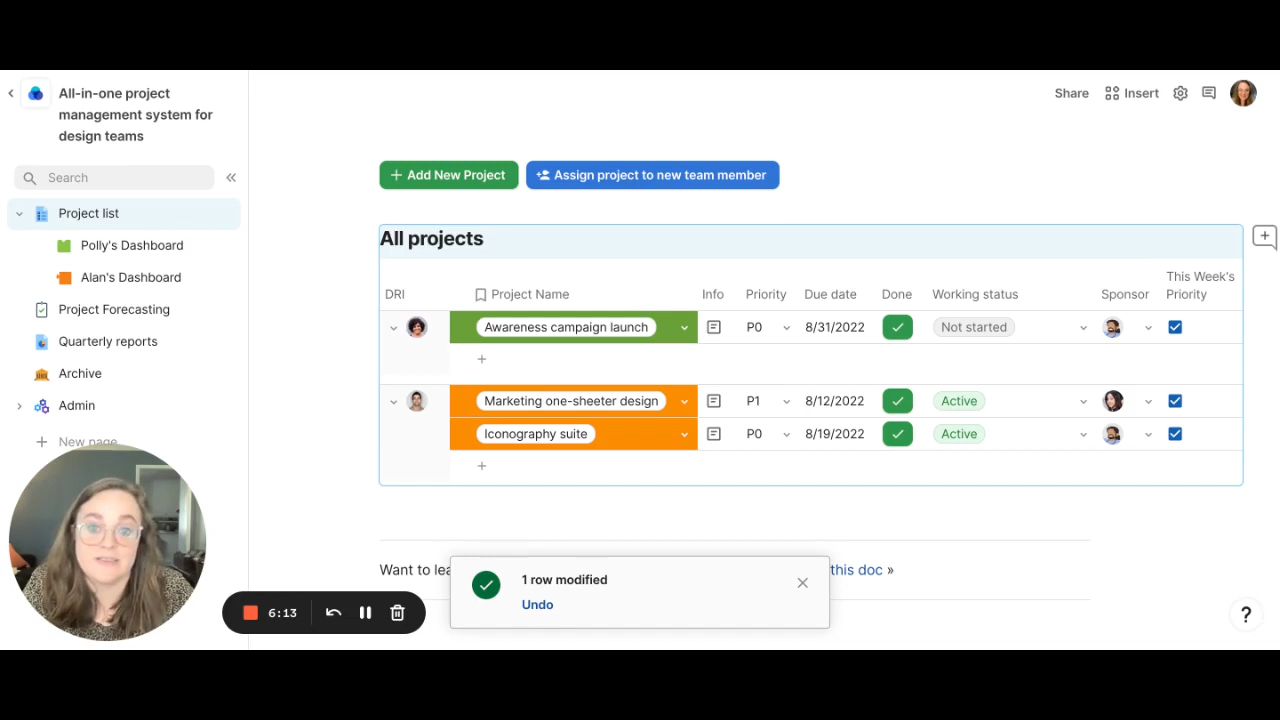 All-in-one project
management system for
design teams
Search
Project list
Polly's Dashboard
Alan's Dashboard
Project Forecasting
Quarterly reports
Archive
Admin
New page
Share
Insert
Add New Project
Assign project to new team member
All projects
DRI
Project Name
Info
Priority
Due date
Done
Working status
Sponsor
This Week's
Priority
Awareness campaign launch
P0
8/31/2022
Not started
Marketing one-sheeter design
P1
8/12/2022
Active
Iconography suite
P0
8/19/2022
Active
Want to
this doc »
1 row modified
Undo
6:13
?